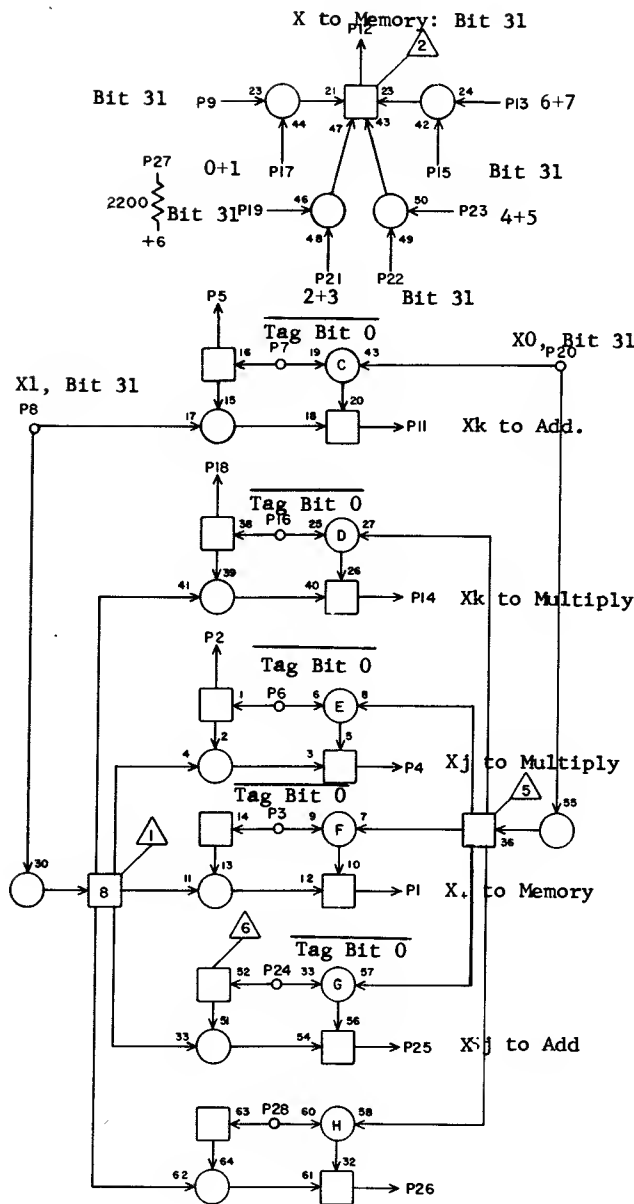 X to Memory: Bit 31
P12
2
Bit 31 P9 23 21 23 24 P13 6+7
44 47 43 42
P27 0+1 P17 P15 Bit 31
2200 Bit 31 P19 46 50 P23 4+5
+6 48 49
P21 P22
2+3 Bit 31
P5
Tag Bit 0 X0, Bit 31
P7 P20
16 19 C 43
X1, Bit 31
P8
15 20
17 18 P11 Xk to Add.
P18
Tag Bit 0
P16
38 25 D 27
39 26
41 40 P14 Xk to Multiply
P2
Tag Bit 0
1 P6 6 E 8
2 5
4 3 P4 Xj to Multiply
Tag Bit 0 5
1 14 P3 9 F 7 36 55
30 13 10
8 11 12 P1 X. to Memory
6 Tag Bit 0
52 P24 33 G 57
51 56
33 54 P25 Xj to Add
63 P28 60 H 58
64 32
62 61 P26